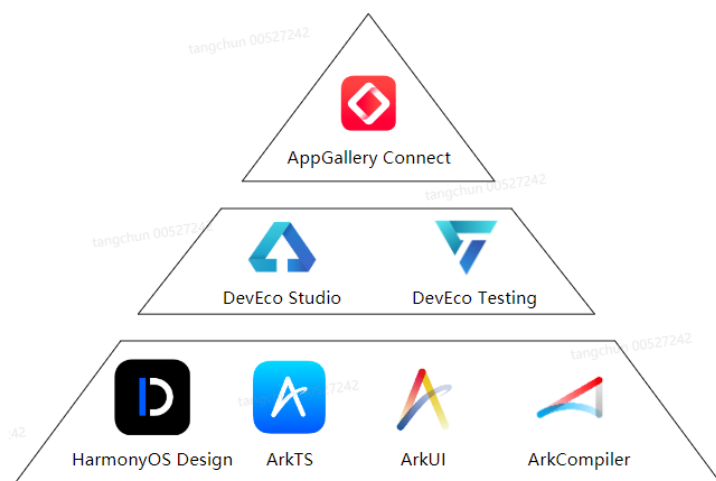 tangchun 00527242
AppGallery Connect
tangchun 00527242
tangchun 00527242
DevEco Studio
DevEco Testing
tangchun 00527242
HarmonyOS Design
ArkTS
ArkUI
ArkCompiler